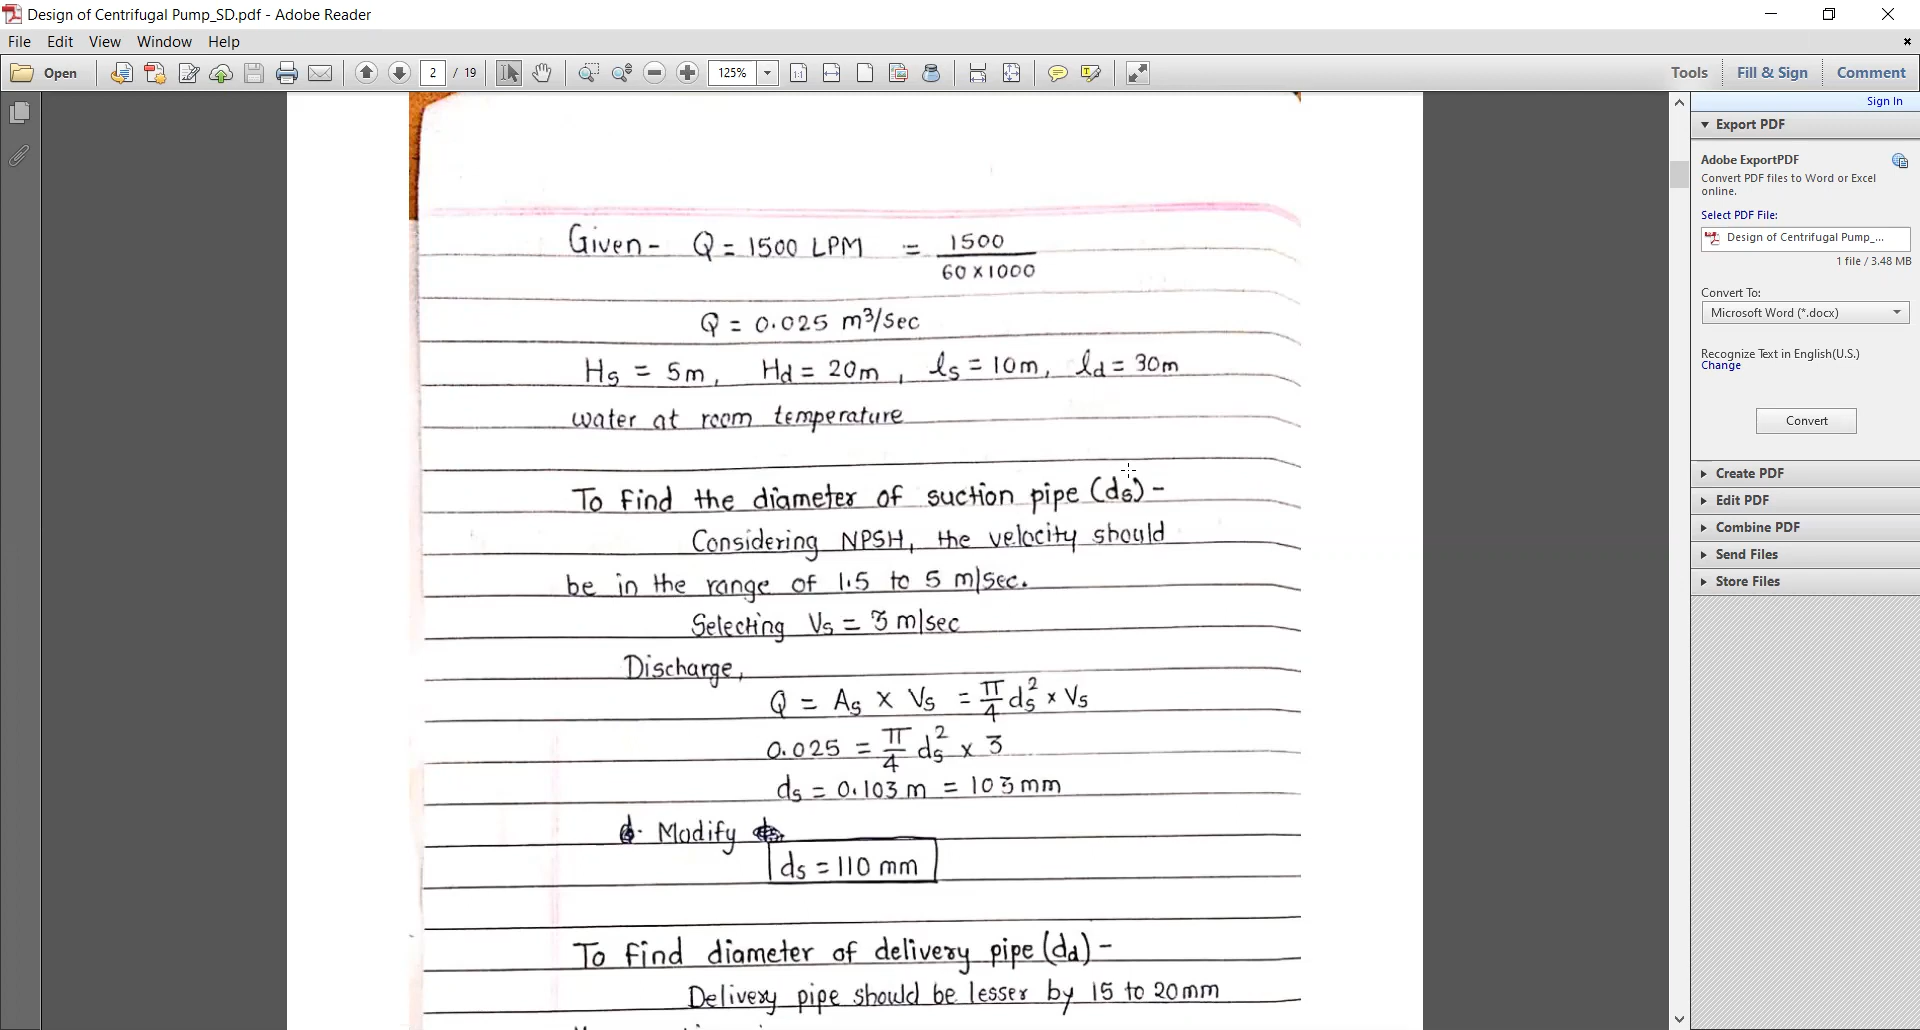 Design of Centrifugal Pump_SD.pdf - Adobe Reader
File Edit View Window Help
Open 2 / 19 125% Tools Fill & Sign Comment
Sign In
Export PDF
Adobe ExportPDF
Convert PDF files to Word or Excel
online.
Select PDF File:
Design of Centrifugal Pump_...
1 file / 3.48 MB
Convert To:
Microsoft Word (*.docx)
Recognize Text in English(U.S.)
Change
Convert
Create PDF
Edit PDF
Combine PDF
Send Files
Store Files
Given- Q = 1500 LPM = 1500 / 60 x 1000
Q = 0.025 m³/sec
Hs = 5m, Hd = 20m, ls = 10m, ld = 30m
water at room temperature
To find the diameter of suction pipe (ds) -
Considering NPSH, the velocity should
be in the range of 1.5 to 5 m/sec.
Selecting Vs = 3 m/sec
Discharge,
Q = As x Vs = π/4 ds² x Vs
0.025 = π/4 ds² x 3
ds = 0.103 m = 103 mm
Modify
ds = 110 mm
To find diameter of delivery pipe (dd) -
Delivery pipe should be lesser by 15 to 20mm